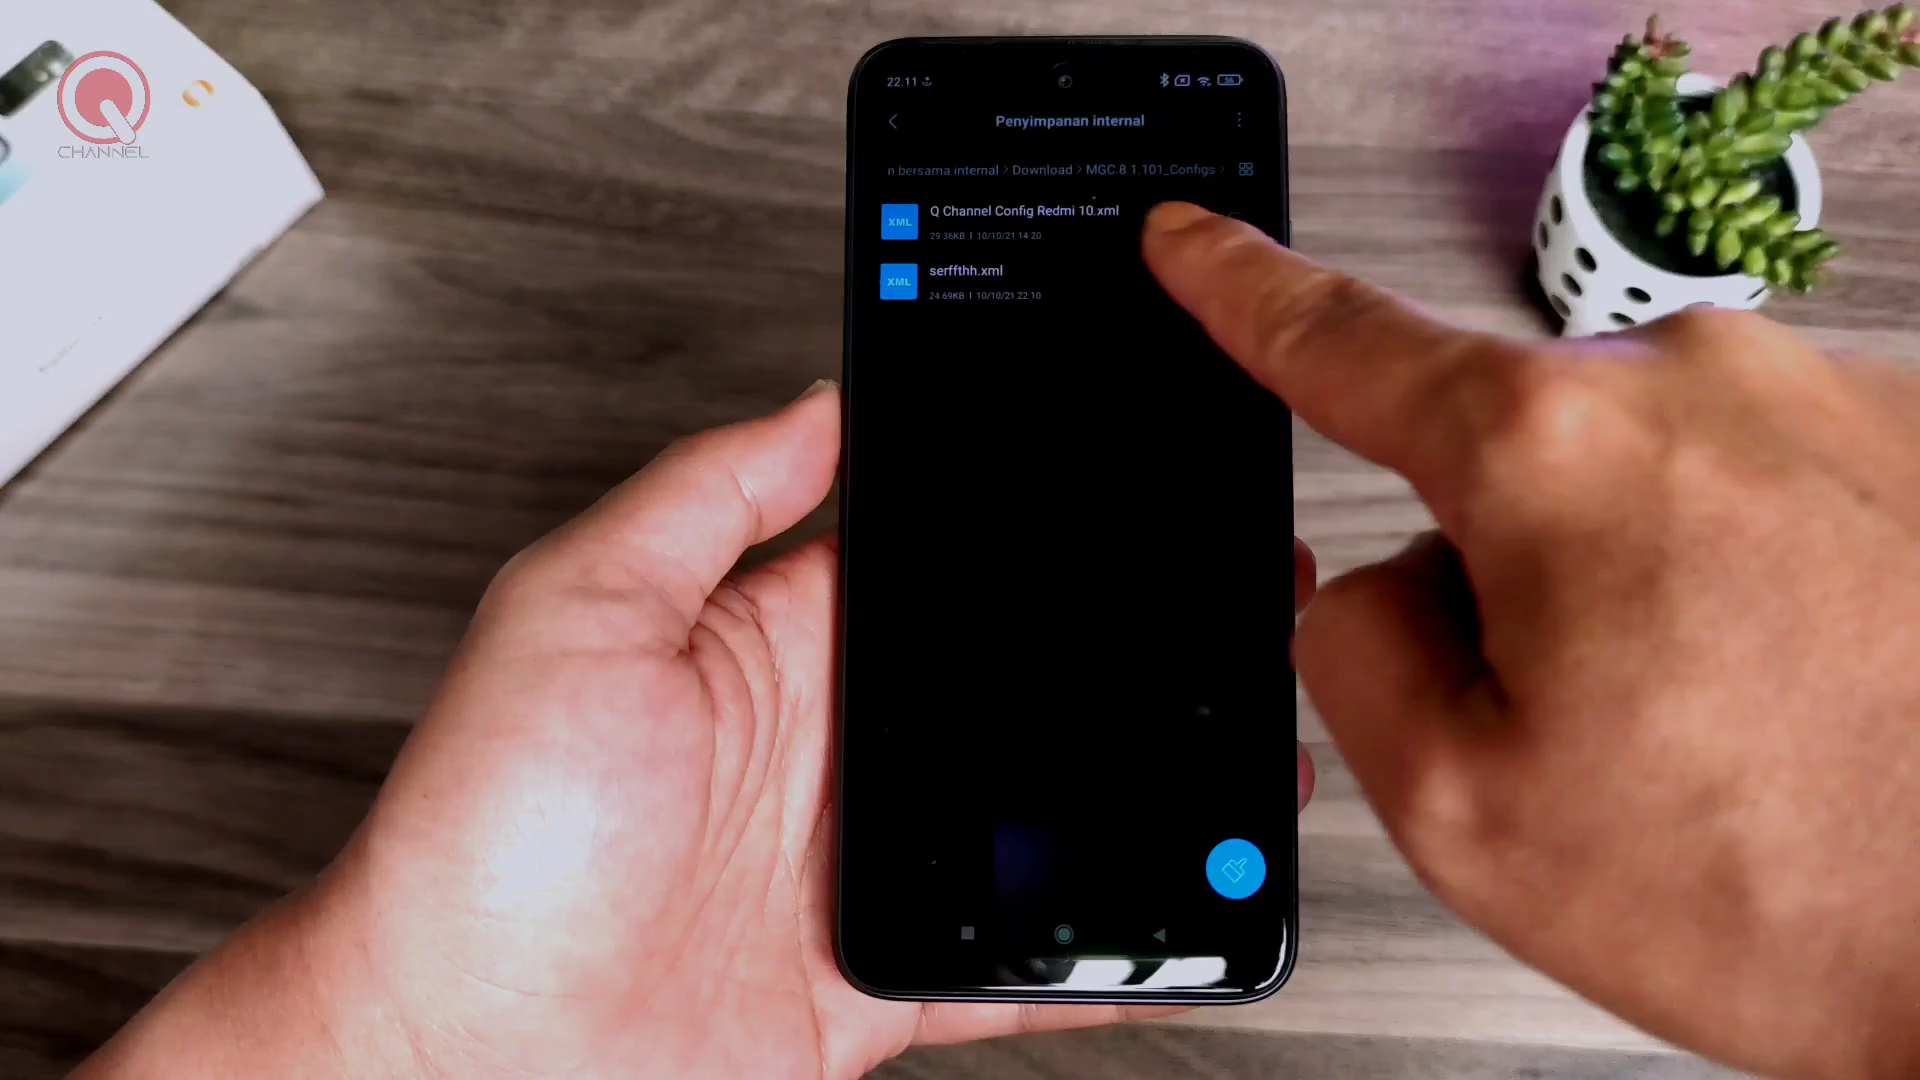 CHANNEL
22.11
56
Penyimpanan internal
n bersama internal > Download > MGC.8.1.101_Configs >
XML
Q Channel Config Redmi 10.xml
29.36KB | 10/10/21 14.20
XML
serffthh.xml
24.69KB | 10/10/21 22.10